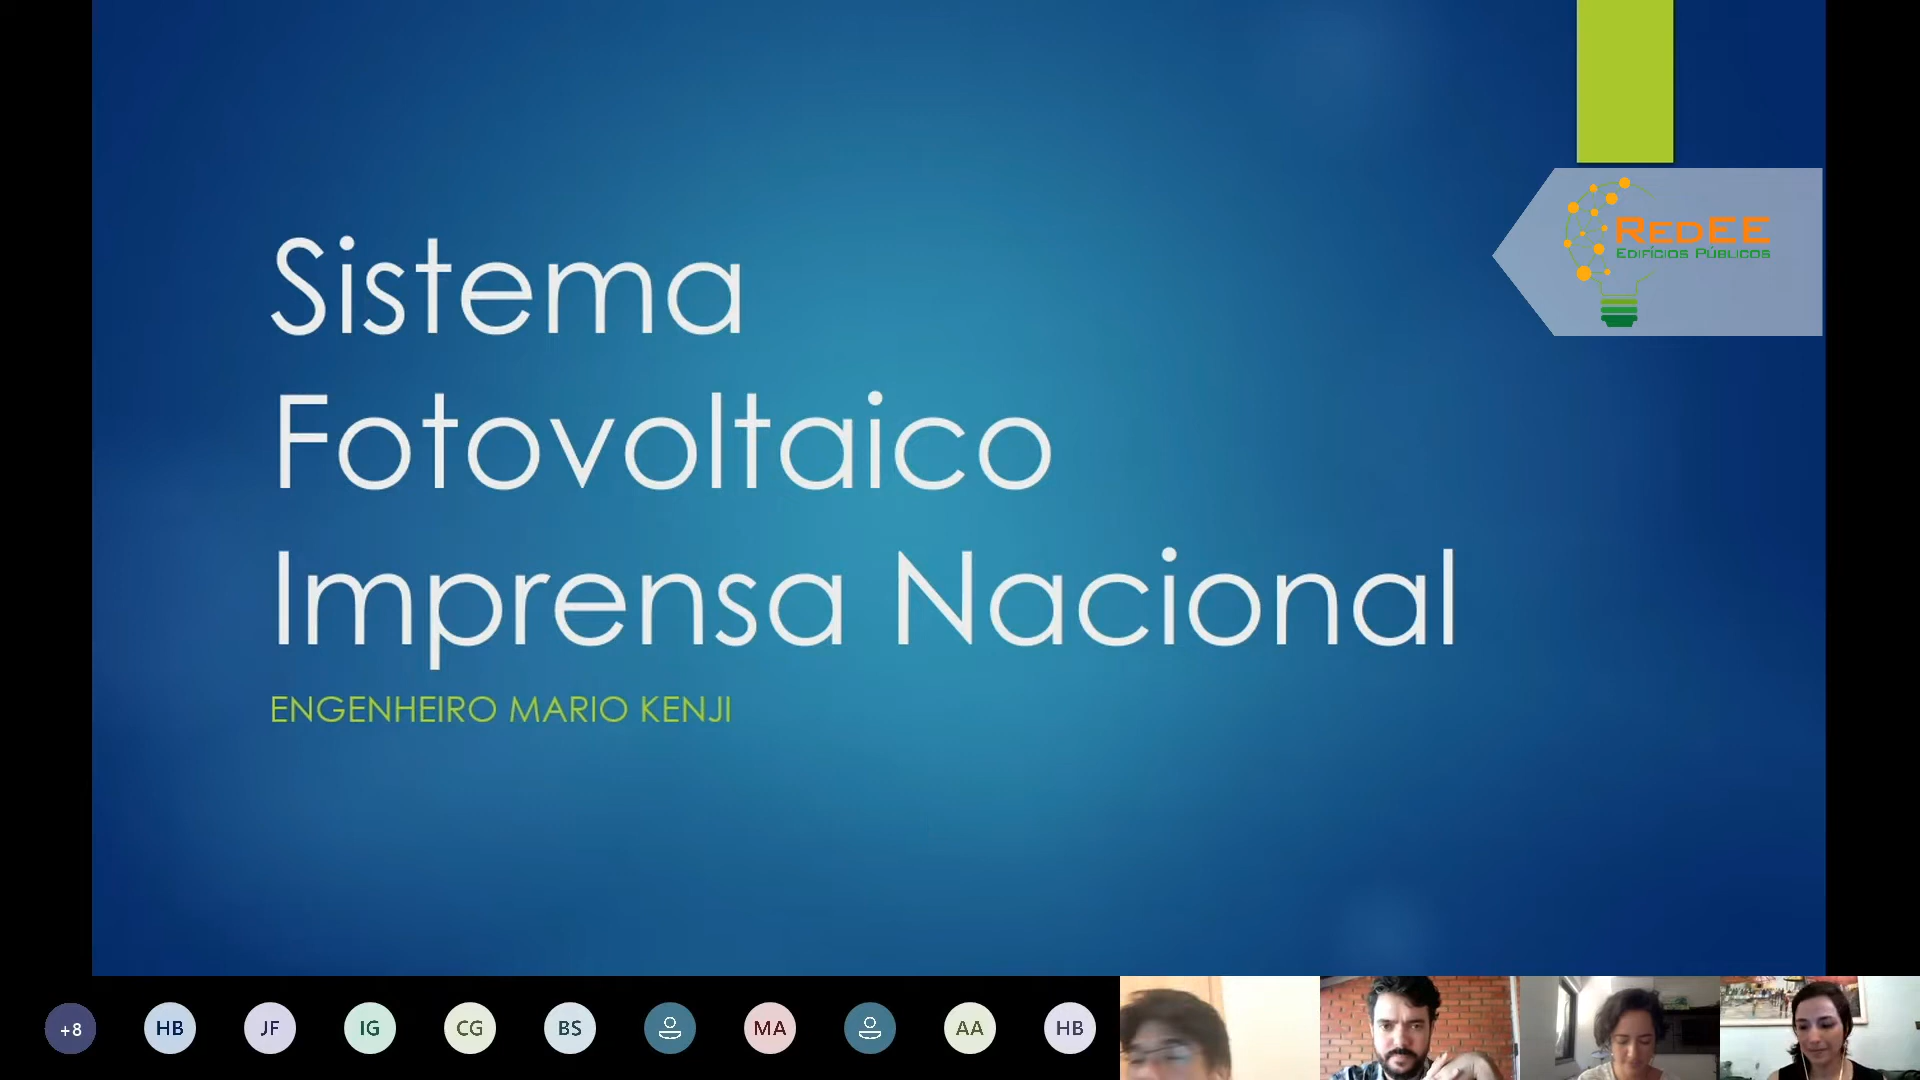 Sistema
Fotovoltaico
Imprensa Nacional
ENGENHEIRO MARIO KENJI
REDEE
EDIFÍCIOS PÚBLICOS
+8
HB
JF
IG
CG
BS
MA
AA
HB